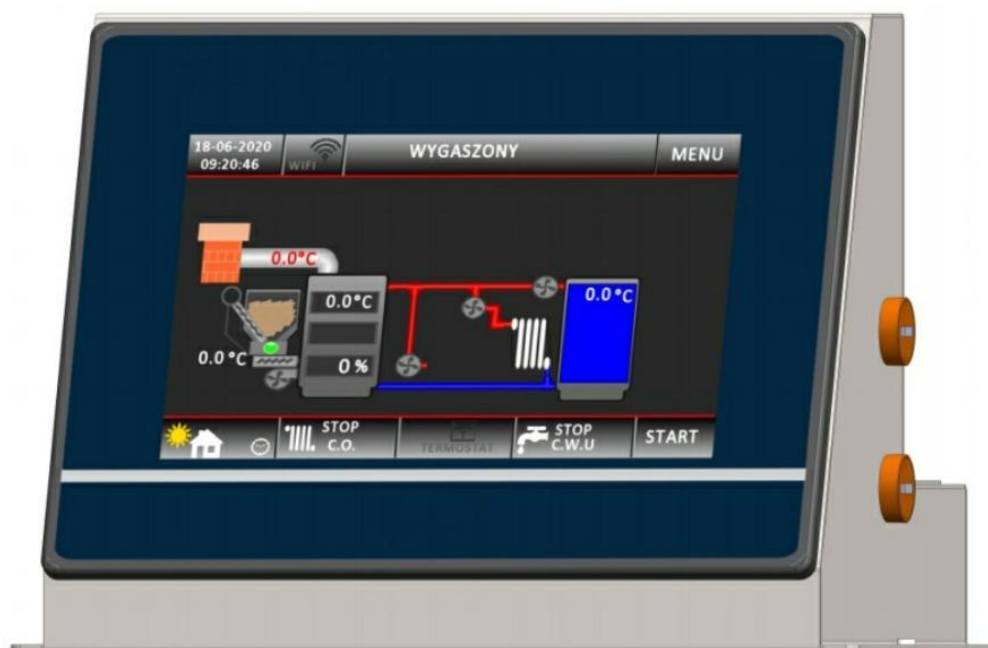 18-06-2020
09:20:46
WIFI
WYGASZONY
MENU
0.0°C
0.0°C
0.0°C
0.0°C
0 %
STOP
C.O.
TERMOSTAT
STOP
C.W.U
START